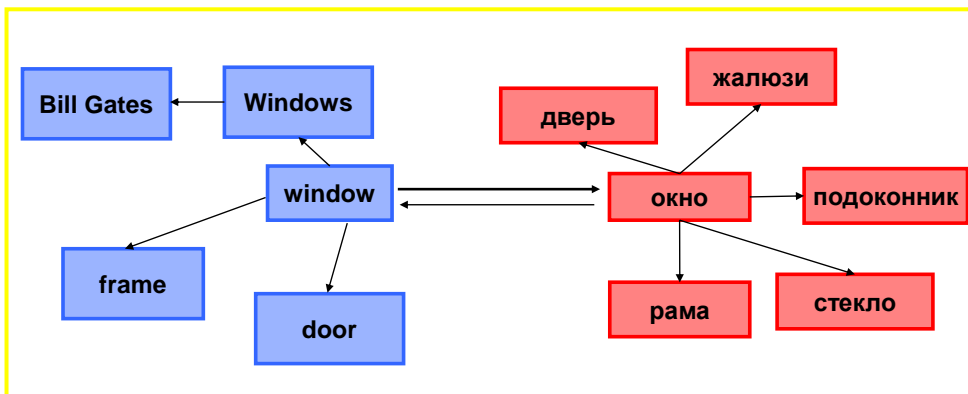 Bill Gates
Windows
window
frame
door
дверь
жалюзи
окно
подоконник
рама
стекло